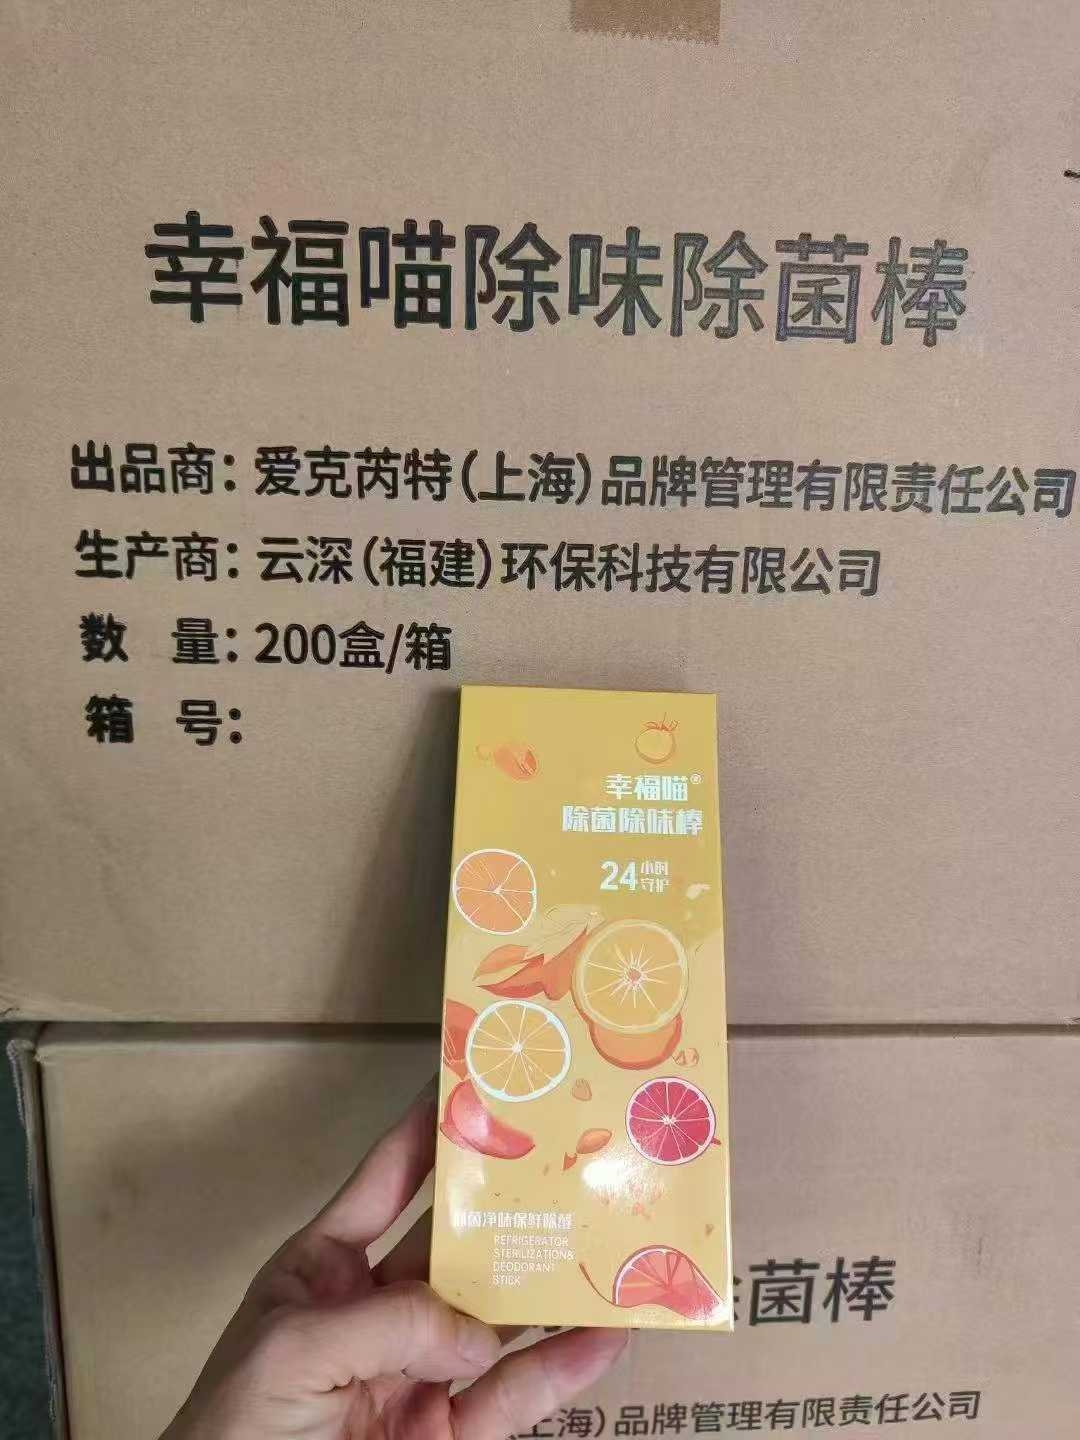 幸福喵除味除菌棒
出品商：爱克芮特（上海）品牌管理有限责任公司
生产商：云深（福建）环保科技有限公司
数 量：200盒/箱
箱 号：
幸福喵®
除菌除味棒
24小时守护
菌净味保鲜除醛
REFRIGERATOR
STERILIZATION&
DEODORANT
STICK
除菌棒
（上海）品牌管理有限责任公司